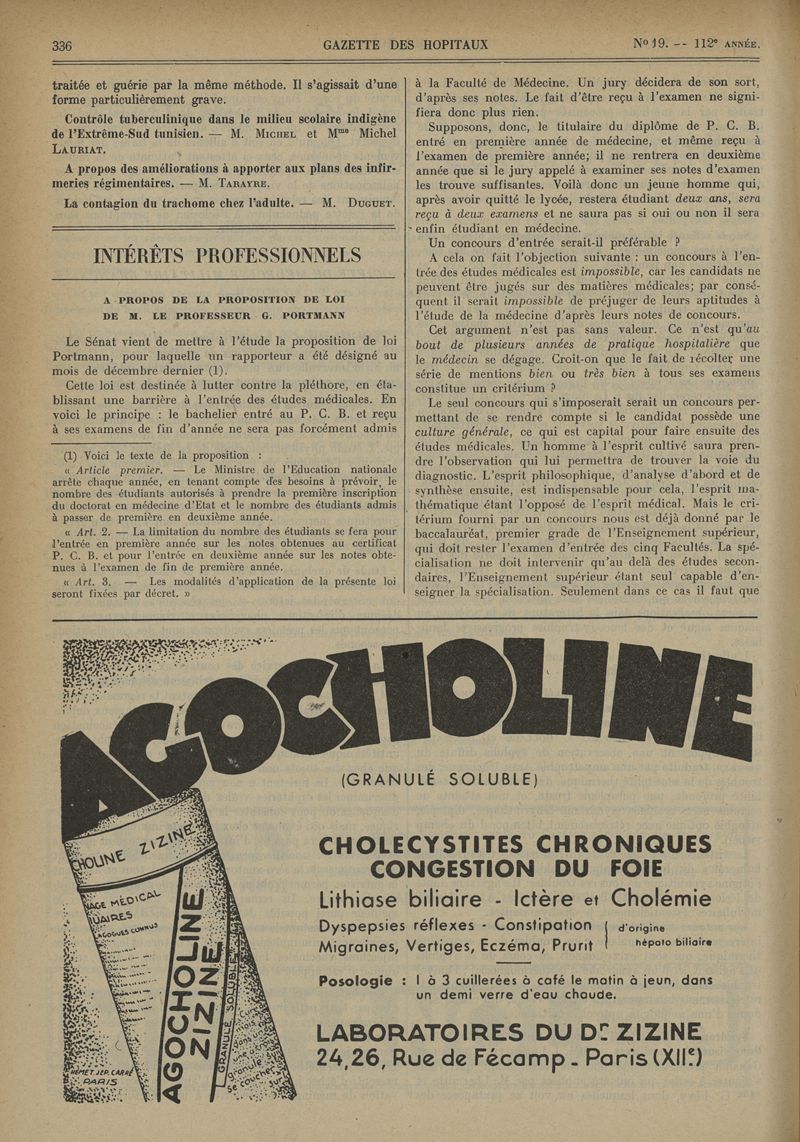 336
GAZETTE DES HOPITAUX
No 19. -- 112e ANNÉE.
traitée et guérie par la même méthode. Il s'agissait d'une
forme particulièrement grave.
Contrôle tuberculinique dans le milieu scolaire indigène
de l'Extrême-Sud tunisien. — M. MICHEL et Mme Michel
LAURIAT.
A propos des améliorations à apporter aux plans des infir-
meries régimentaires. — M. TARAYRE.
La contagion du trachome chez l'adulte. — M. DUGUET.
INTÉRÊTS PROFESSIONNELS
A PROPOS DE LA PROPOSITION DE LOI
DE M. LE PROFESSEUR G. PORTMANN
Le Sénat vient de mettre à l'étude la proposition de loi
Portmann, pour laquelle un rapporteur a été désigné au
mois de décembre dernier (1).
Cette loi est destinée à lutter contre la pléthore, en éta-
blissant une barrière à l'entrée des études médicales. En
voici le principe : le bachelier entré au P. C. B. et reçu
à ses examens de fin d'année ne sera pas forcément admis
(1) Voici le texte de la proposition :
« Article premier. — Le Ministre de l'Education nationale
arrête chaque année, en tenant compte des besoins à prévoir, le
nombre des étudiants autorisés à prendre la première inscription
du doctorat en médecine d'Etat et le nombre des étudiants admis
à passer de première en deuxième année.
« Art. 2. — La limitation du nombre des étudiants se fera pour
l'entrée en première année sur les notes obtenues au certificat
P. C. B. et pour l'entrée en deuxième année sur les notes obte-
nues à l'examen de fin de première année.
« Art. 3. — Les modalités d'application de la présente loi
seront fixées par décret. »
à la Faculté de Médecine. Un jury décidera de son sort,
d'après ses notes. Le fait d'être reçu à l'examen ne signi-
fiera donc plus rien.
Supposons, donc, le titulaire du diplôme de P. C. B.
entré en première année de médecine, et même reçu à
l'examen de première année; il ne rentrera en deuxième
année que si le jury appelé à examiner ses notes d'examen
les trouve suffisantes. Voilà donc un jeune homme qui,
après avoir quitté le lycée, restera étudiant deux ans, sera
reçu à deux examens et ne saura pas si oui ou non il sera
enfin étudiant en médecine.
Un concours d'entrée serait-il préférable ?
A cela on fait l'objection suivante : un concours à l'en-
trée des études médicales est impossible, car les candidats ne
peuvent être jugés sur des matières médicales; par consé-
quent il serait impossible de préjuger de leurs aptitudes à
l'étude de la médecine d'après leurs notes de concours.
Cet argument n'est pas sans valeur. Ce n'est qu'au
bout de plusieurs années de pratique hospitalière que
le médecin se dégage. Croit-on que le fait de récolter une
série de mentions bien ou très bien à tous ses examens
constitue un critérium ?
Le seul concours qui s'imposerait serait un concours per-
mettant de se rendre compte si le candidat possède une
culture générale, ce qui est capital pour faire ensuite des
études médicales. Un homme à l'esprit cultivé saura pren-
dre l'observation qui lui permettra de trouver la voie du
diagnostic. L'esprit philosophique, d'analyse d'abord et de
synthèse ensuite, est indispensable pour cela, l'esprit ma-
thématique étant l'opposé de l'esprit médical. Mais le cri-
térium fourni par un concours nous est déjà donné par le
baccalauréat, premier grade de l'Enseignement supérieur,
qui doit rester l'examen d'entrée des cinq Facultés. La spé-
cialisation ne doit intervenir qu'au delà des études secon-
daires, l'Enseignement supérieur étant seul capable d'en-
seigner la spécialisation. Seulement dans ce cas il faut que
AGOCHOLINE
(GRANULÉ SOLUBLE)
CHOLECYSTITES CHRONIQUES
CONGESTION DU FOIE
Lithiase biliaire - Ictère et Cholémie
Dyspepsies réflexes - Constipation
Migraines, Vertiges, Eczéma, Prurit
d'origine
hépato biliaire
Posologie : 1 à 3 cuillerées à café le matin à jeun, dans
un demi verre d'eau chaude.
LABORATOIRES DU Dr ZIZINE
24,26, Rue de Fécamp - Paris (XIIe)
CHOLINE ZIZINE
AGE MÉDICAL
AGOCHOLINE
ZIZINE
GRANULÉ SOLUBLE
JEP. CARRÉ
PARIS
granulé
se coucher